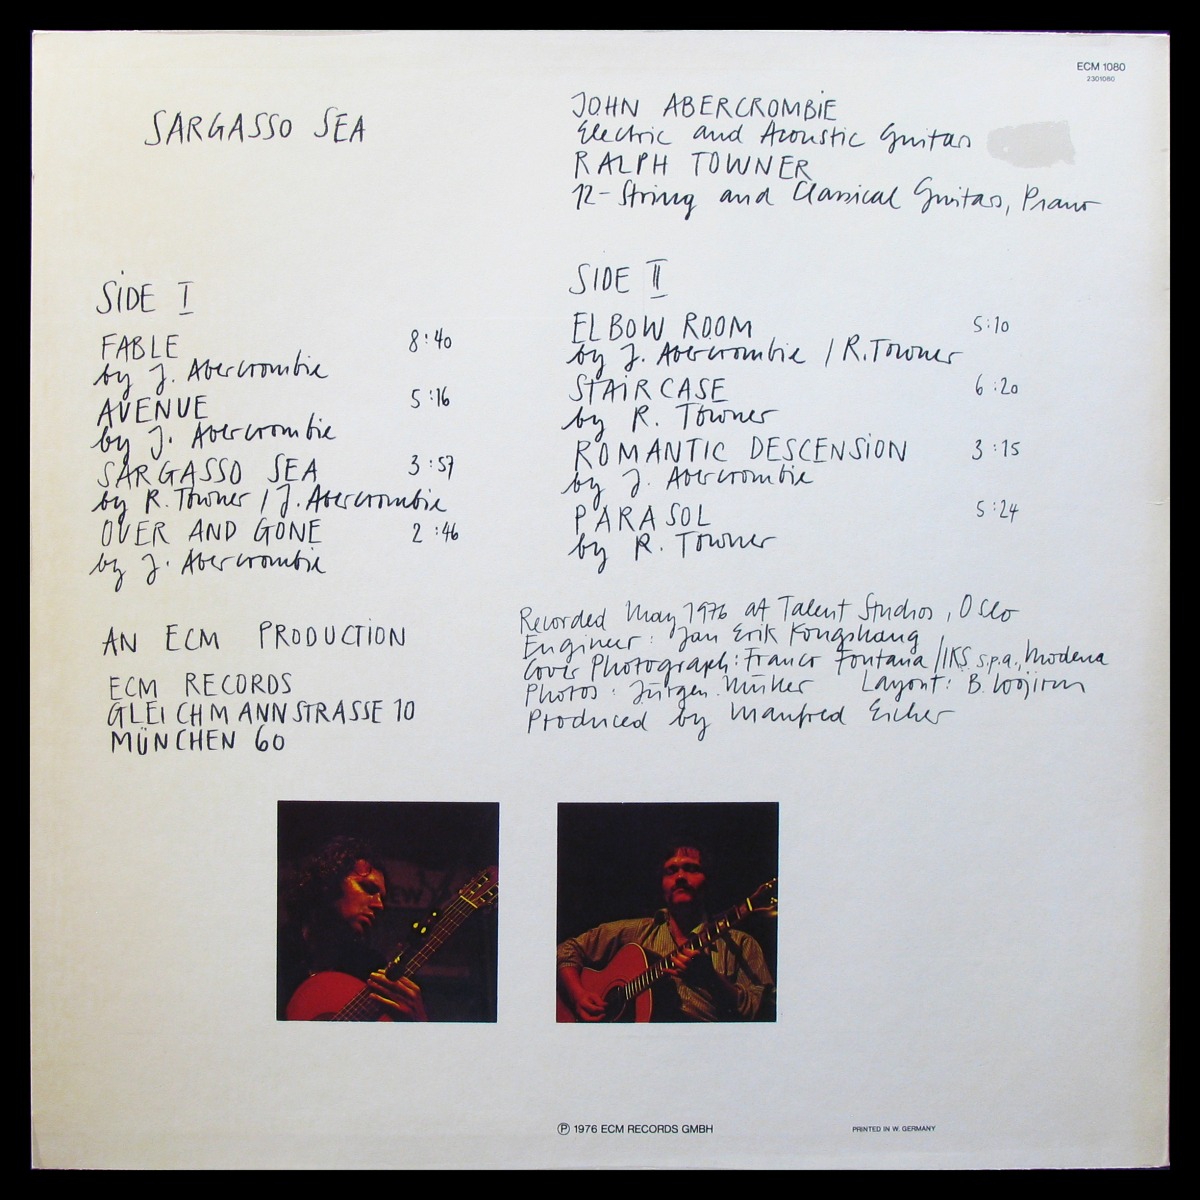 ECM 1080
2301080
SARGASSO SEA
JOHN ABERCROMBIE
Electric and Acoustic Guitars
RALPH TOWNER
12-String and Classical Guitars, Piano
SIDE I
FABLE 8:40
by J. Abercrombie
AVENUE 5:16
by J. Abercrombie
SARGASSO SEA 3:57
by R. Towner / J. Abercrombie
OVER AND GONE 2:46
by J. Abercrombie
SIDE II
ELBOW ROOM 5:10
by J. Abercrombie / R. Towner
STAIRCASE 6:20
by R. Towner
ROMANTIC DESCENSION 3:15
by J. Abercrombie
PARASOL 5:24
by R. Towner
AN ECM PRODUCTION
ECM RECORDS
GLEICHMANNSTRASSE 10
MÜNCHEN 60
Recorded May 1976 at Talent Studios, Oslo
Engineer: Jan Erik Kongshaug
Cover Photograph: Franco Fontana / IKS s.p.a., Modena
Photos: Jürgen Müller Layout: B. Wojirsch
Produced by Manfred Eicher
Ⓟ 1976 ECM RECORDS GMBH
PRINTED IN W. GERMANY